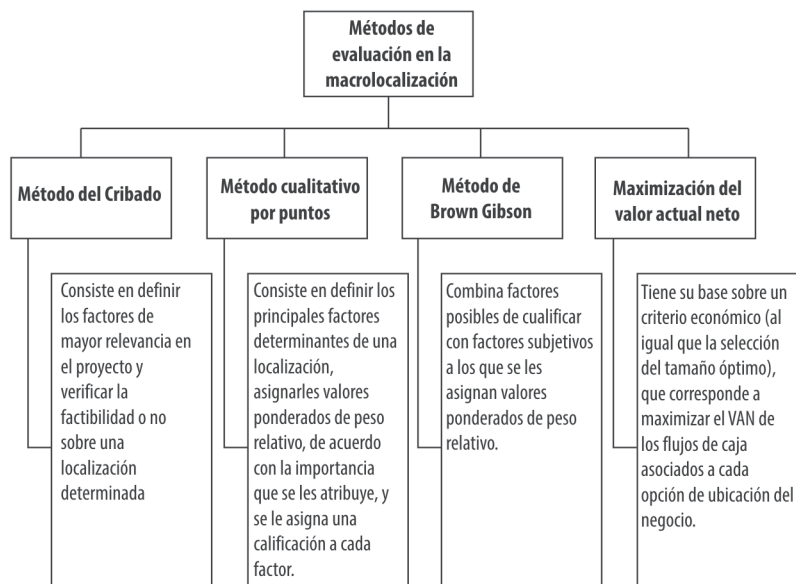 Métodos de
evaluación en la
macrolocalización
Método del Cribado
Consiste en definir
los factores de
mayor relevancia en
el proyecto y
verificar la
factibilidad o no
sobre una
localización
determinada
Método cualitativo
por puntos
Consiste en definir los
principales factores
determinantes de una
localización,
asignarles valores
ponderados de peso
relativo, de acuerdo
con la importancia
que se les atribuye, y
se le asigna una
calificación a cada
factor.
Método de
Brown Gibson
Combina factores
posibles de cualificar
con factores subjetivos
a los que se les
asignan valores
ponderados de peso
relativo.
Maximización del
valor actual neto
Tiene su base sobre un
criterio económico (al
igual que la selección
del tamaño óptimo),
que corresponde a
maximizar el VAN de
los flujos de caja
asociados a cada
opción de ubicación del
negocio.